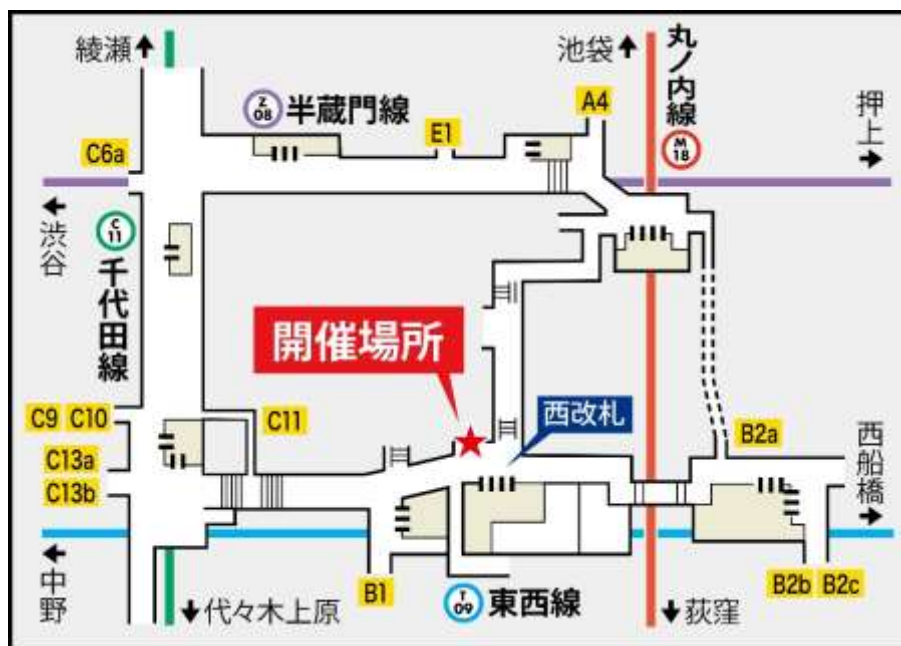 綾瀬
池袋
丸ノ内線
M
18
Z
08
半蔵門線
E1
A4
押上
C6a
渋谷
C
11
千代田線
開催場所
西改札
C9 C10
C11
C13a
C13b
B2a
西船橋
中野
代々木上原
B1
T
09
東西線
荻窪
B2b B2c